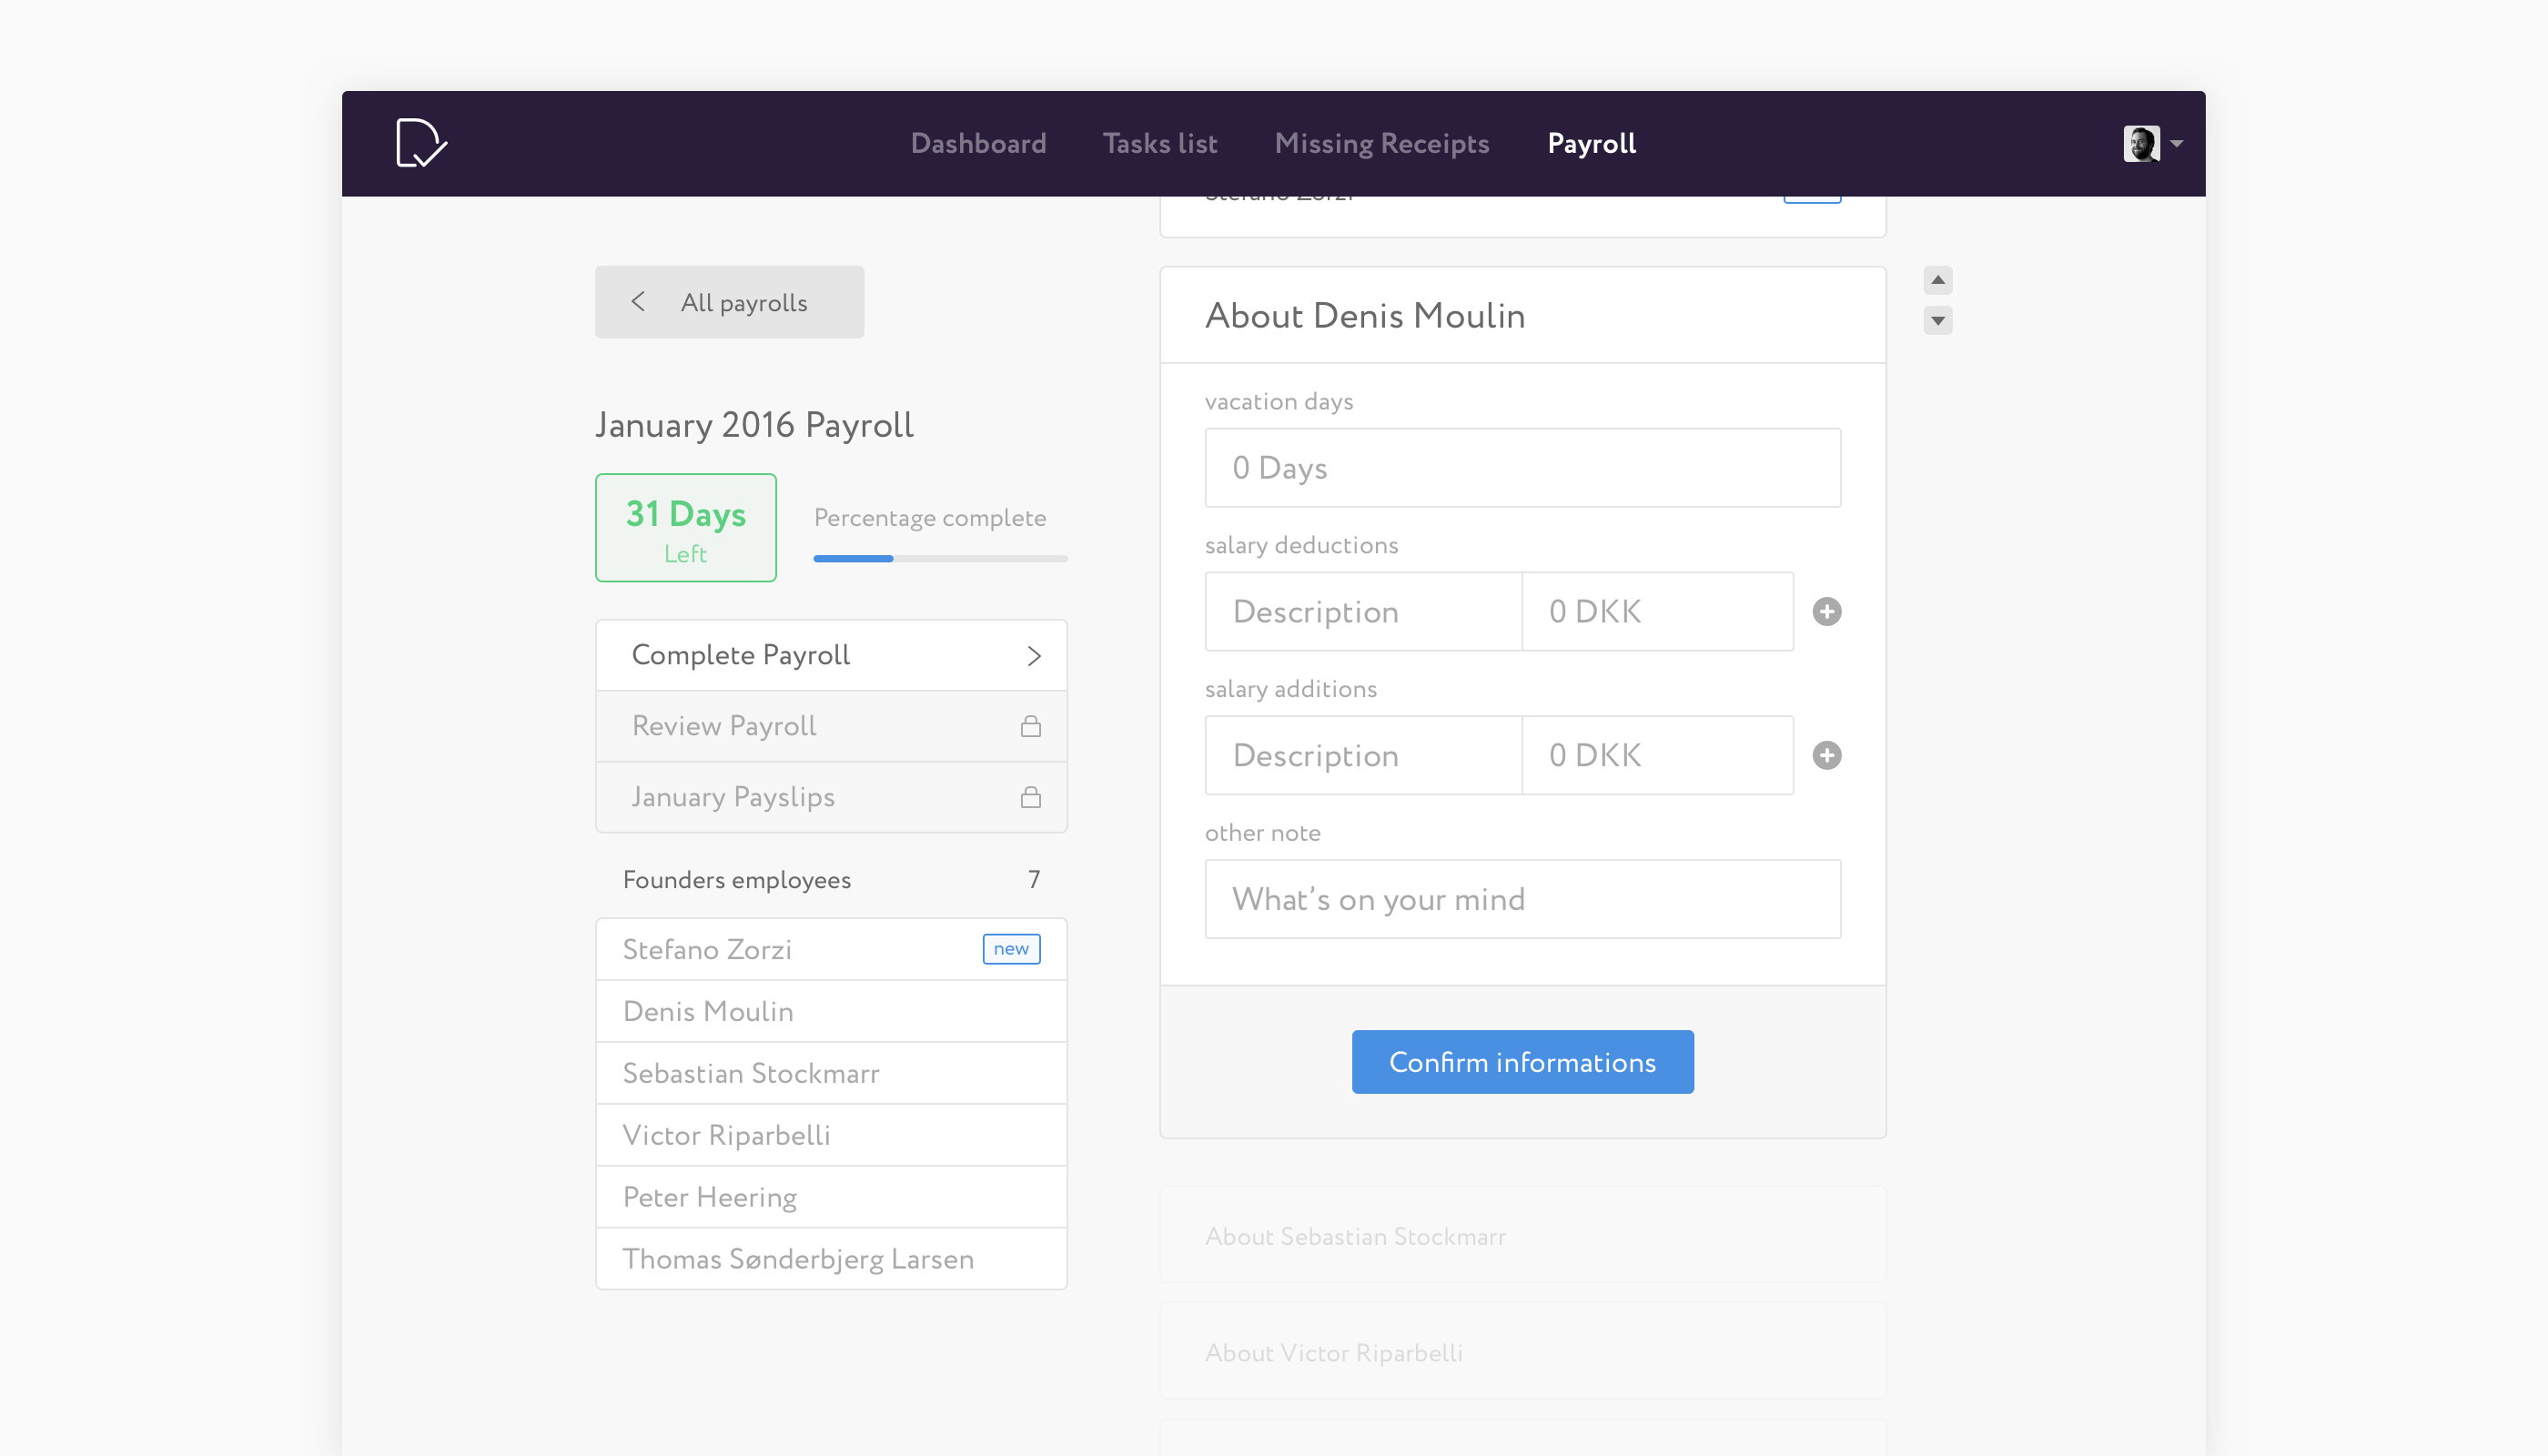 Dashboard
Tasks list
Missing Receipts
Payroll
Stefano Zorzi
All payrolls
January 2016 Payroll
31 Days
Left
Percentage complete
Complete Payroll
Review Payroll
January Payslips
Founders employees 7
Stefano Zorzi new
Denis Moulin
Sebastian Stockmarr
Victor Riparbelli
Peter Heering
Thomas Sønderbjerg Larsen
About Denis Moulin
vacation days
0 Days
salary deductions
Description 0 DKK
salary additions
Description 0 DKK
other note
What’s on your mind
Confirm informations
About Sebastian Stockmarr
About Victor Riparbelli